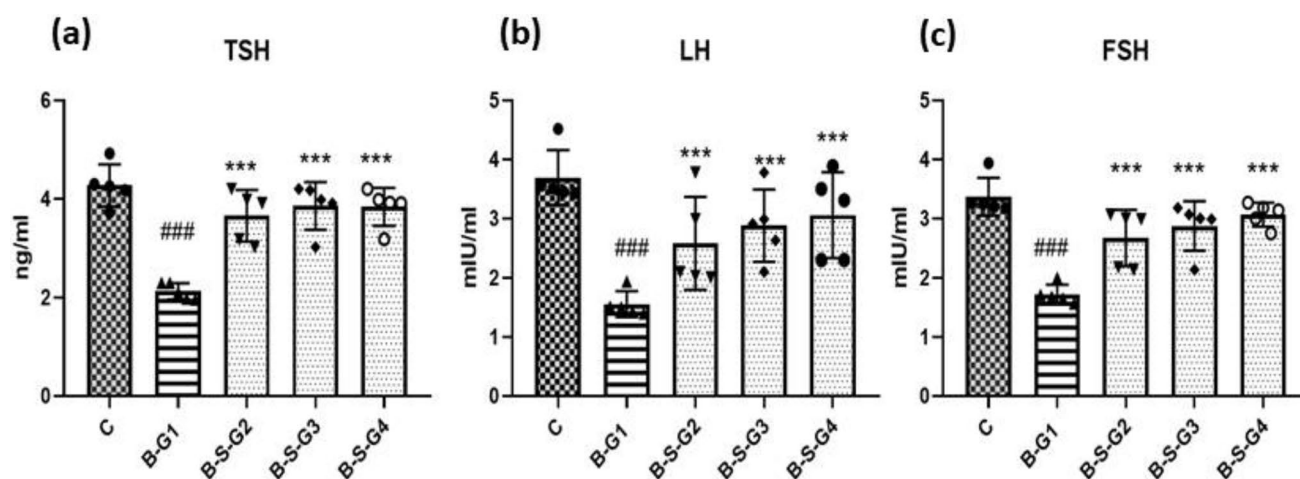 (a)
TSH
ng/ml
6
4
2
0
###
***
***
***
C
B-G1
B-S-G2
B-S-G3
B-S-G4
(b)
LH
mIU/ml
5
4
3
2
1
0
###
***
***
***
C
B-G1
B-S-G2
B-S-G3
B-S-G4
(c)
FSH
mIU/ml
5
4
3
2
1
0
###
***
***
***
C
B-G1
B-S-G2
B-S-G3
B-S-G4